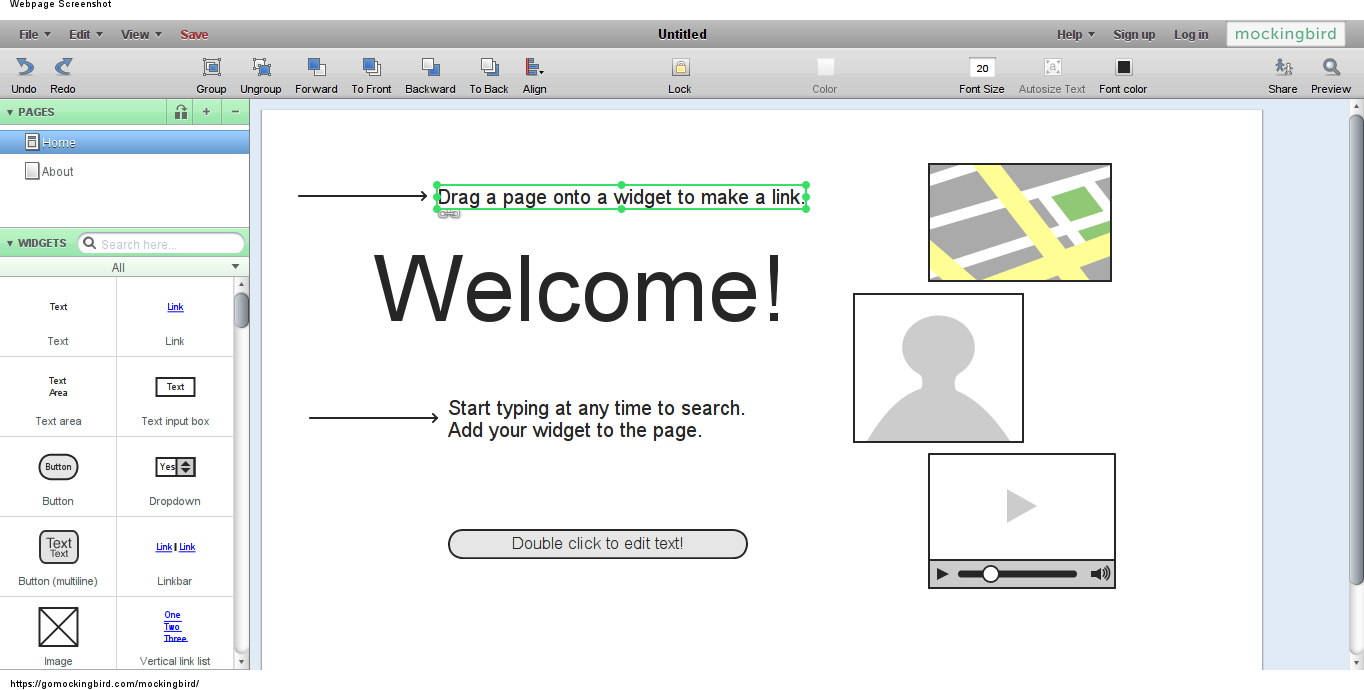 Webpage Screenshot
File Edit View Save Untitled Help Sign up Log in mockingbird
Undo Redo Group Ungroup Forward To Front Backward To Back Align Lock Color 20 Font Size a Autosize Text Font color Share Preview
PAGES + −
Home
About
WIDGETS Search here...
All
Text Link
Text Link
Text
Area
Text
Text area Text input box
Button Yes
Button Dropdown
Text
Text
Link | Link
Button (multiline) Linkbar
One
Two
Three
Image Vertical link list
Drag a page onto a widget to make a link.
Welcome!
Start typing at any time to search.
Add your widget to the page.
Double click to edit text!
https://gomockingbird.com/mockingbird/